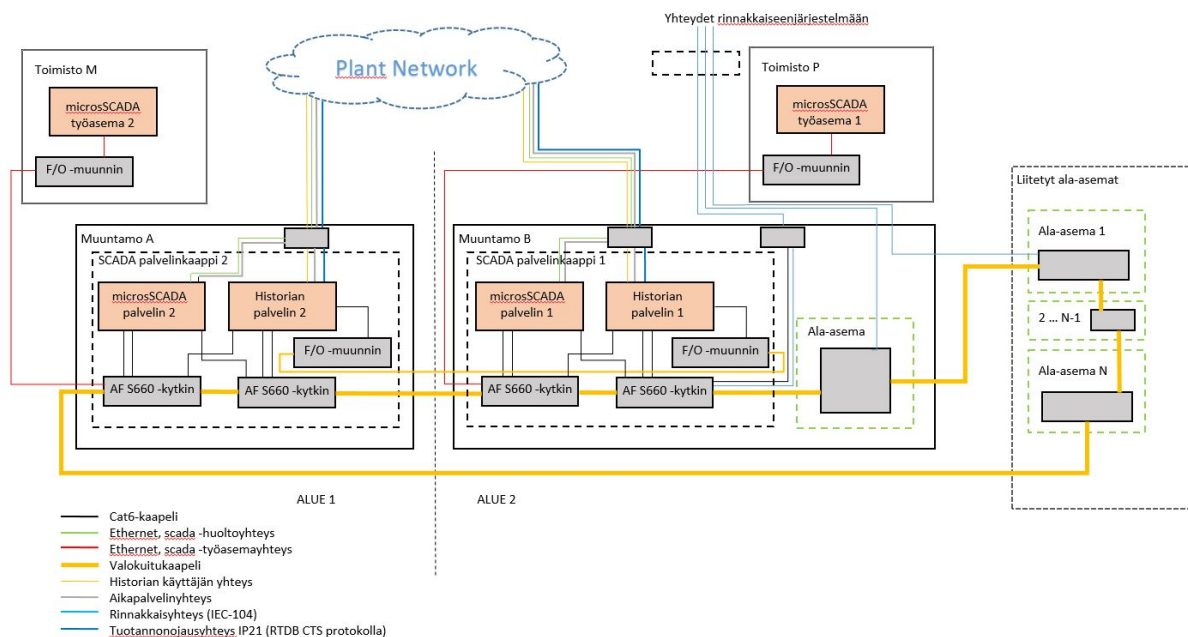 Yhteydet rinnakkaiseenjärjestelmään
Toimisto M
microsSCADA
työasema 2
F/O -muunnin
Plant Network
Toimisto P
microsSCADA
työasema 1
F/O -muunnin
Liitetyt ala-asemat
Ala-asema 1
2 ... N-1
Ala-asema N
Muuntamo A
SCADA palvelinkaappi 2
microsSCADA
palvelin 2
Historian
palvelin 2
F/O -muunnin
AF S660 -kytkin
AF S660 -kytkin
Muuntamo B
SCADA palvelinkaappi 1
microsSCADA
palvelin 1
Historian
palvelin 1
F/O -muunnin
AF S660 -kytkin
AF S660 -kytkin
Ala-asema
ALUE 1
ALUE 2
Cat6-kaapeli
Ethernet, scada -huoltoyhteys
Ethernet, scada -työasemayhteys
Valokuitukaapeli
Historian käyttäjän yhteys
Aikapalvelinyhteys
Rinnakkaisyhteys (IEC-104)
Tuotannonojausyhteys IP21 (RTDB CTS protokolla)